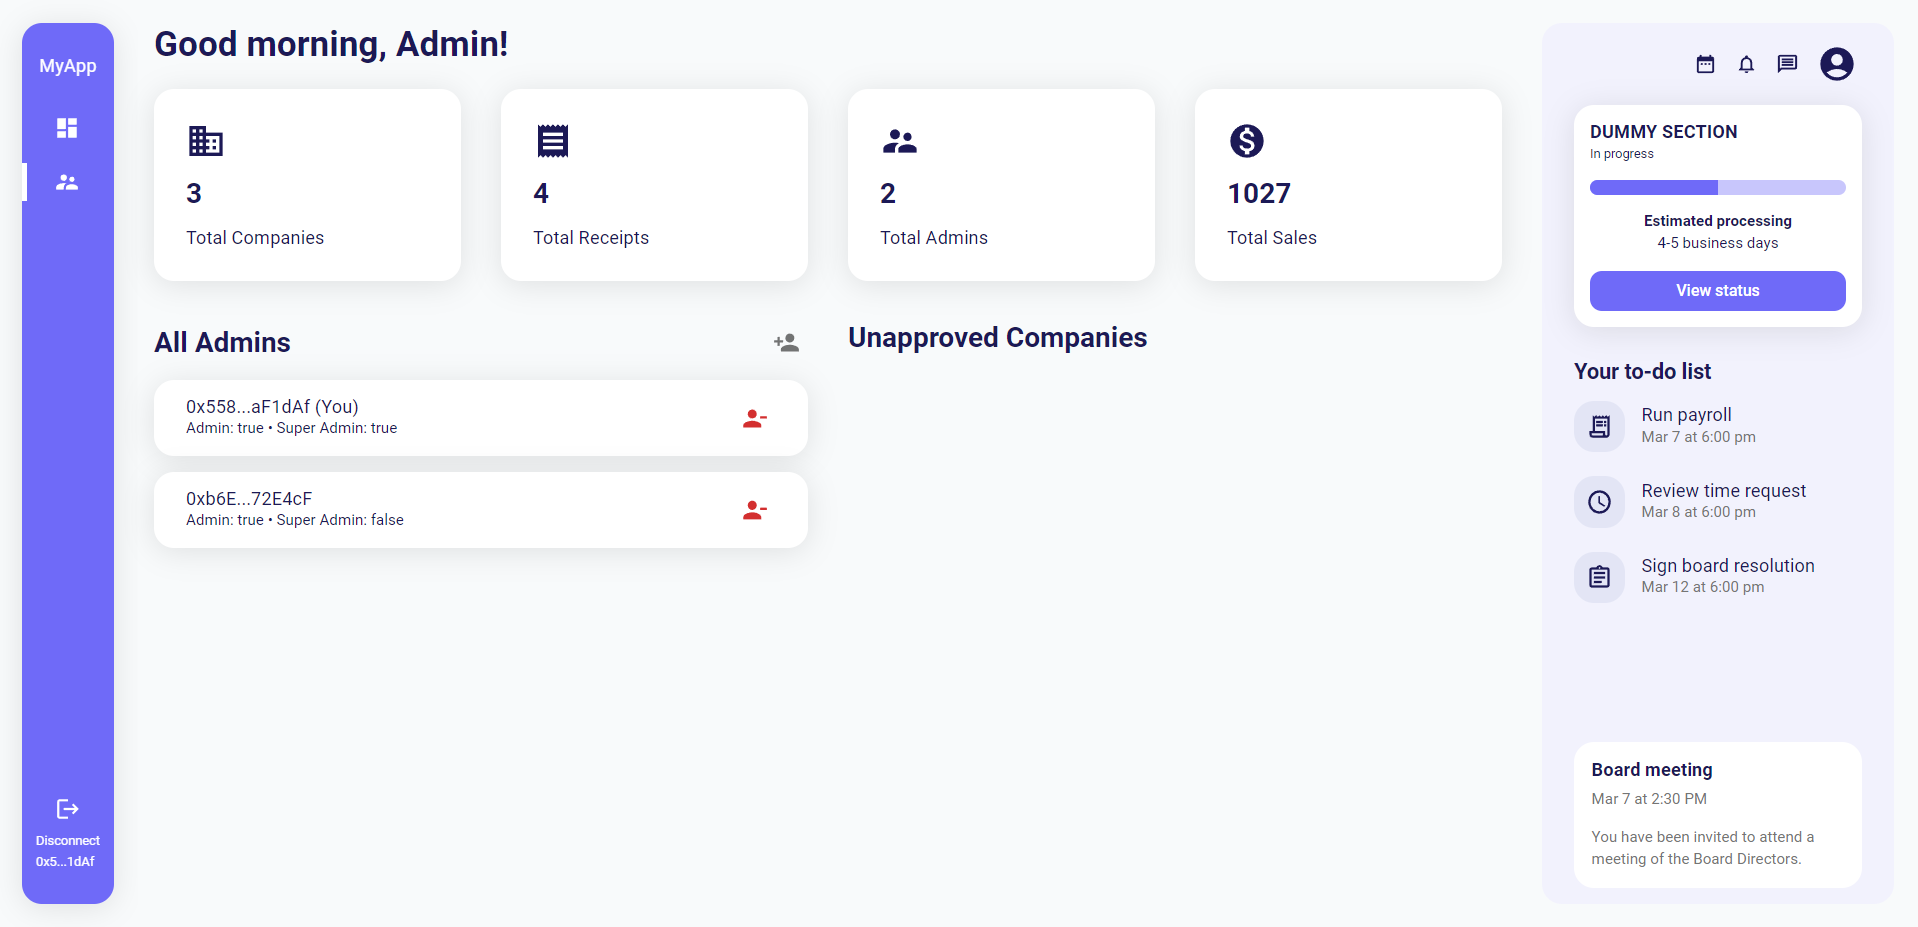 MyApp
Disconnect
0x5...1dAf
Good morning, Admin!
3
Total Companies
4
Total Receipts
2
Total Admins
1027
Total Sales
All Admins
0x558...aF1dAf (You)
Admin: true • Super Admin: true
0xb6E...72E4cF
Admin: true • Super Admin: false
Unapproved Companies
DUMMY SECTION
In progress
Estimated processing
4-5 business days
View status
Your to-do list
Run payroll
Mar 7 at 6:00 pm
Review time request
Mar 8 at 6:00 pm
Sign board resolution
Mar 12 at 6:00 pm
Board meeting
Mar 7 at 2:30 PM
You have been invited to attend a
meeting of the Board Directors.